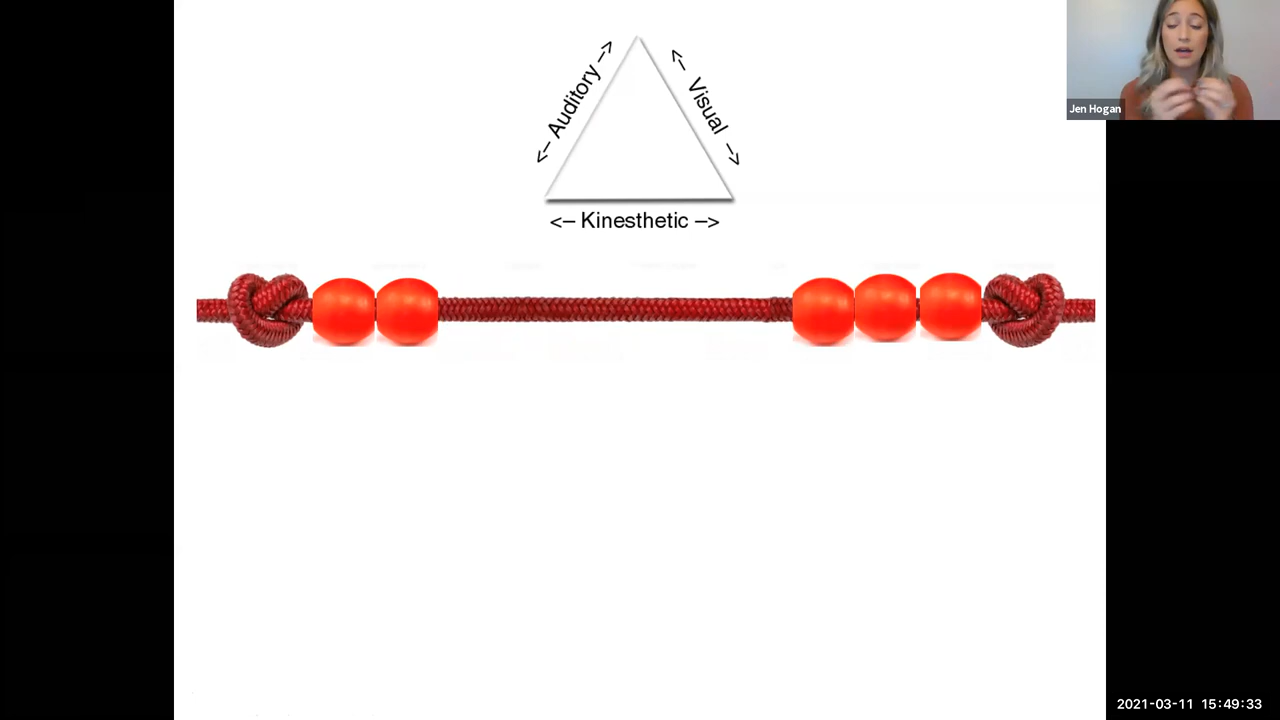 <– Auditory –>
<– Visual –>
<– Kinesthetic –>
Jen Hogan
2021-03-11 15:49:33